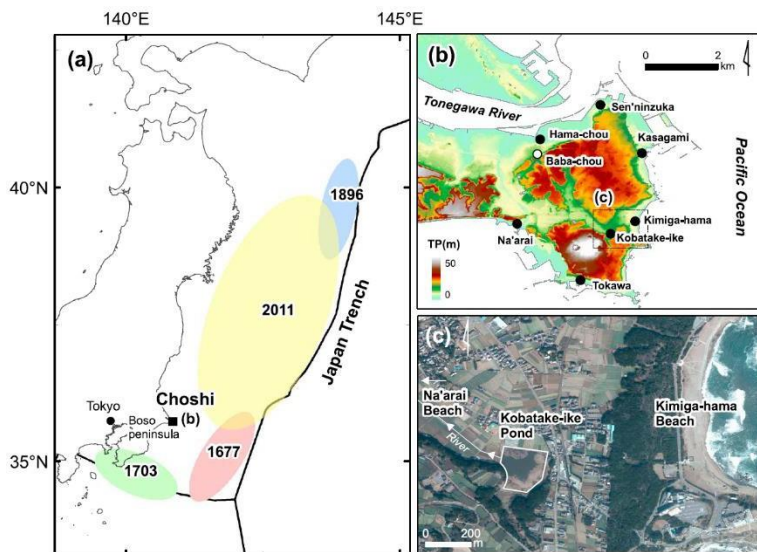 140°E
145°E
(a)
40°N
35°N
1896
2011
Japan Trench
Choshi
(b)
Tokyo
Boso
peninsula
1677
1703
(b)
0
2
km
Tonegawa River
Sen'ninzuka
Hama-chou
Kasagami
Baba-chou
Pacific Ocean
(c)
Kimiga-hama
Na'arai
Kobatake-ike
TP(m)
50
0
Tokawa
(c)
Na'arai
Beach
Kobatake-ike
Pond
Kimiga-hama
Beach
River
0
200
m